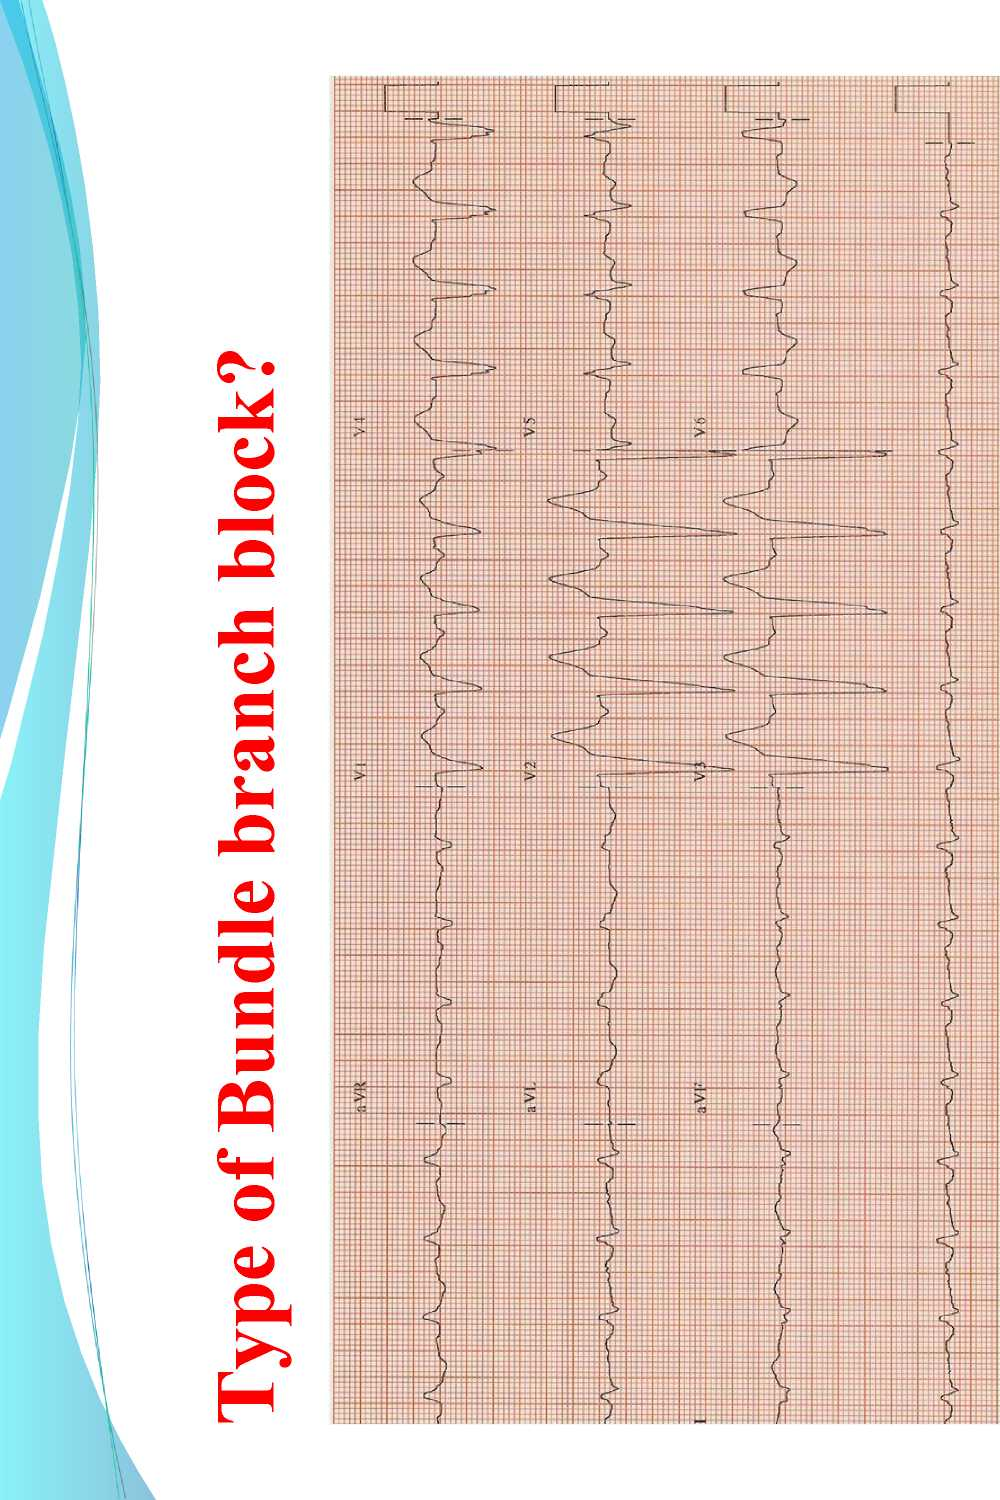 Type of Bundle branch block?
aVR
V1
V4
aVL
V2
V5
aVF
V3
V6